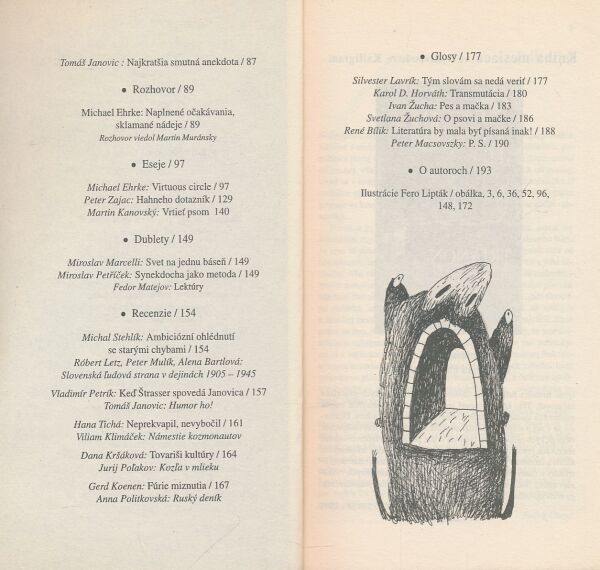 Tomáš Janovic : Najkratšia smutná anekdota / 87
● Rozhovor / 89
Michael Ehrke: Naplnené očakávania,
sklamané nádeje / 89
Rozhovor viedol Martin Muránsky
● Eseje / 97
Michael Ehrke: Virtuous circle / 97
Peter Zajac: Hahneho dotazník / 129
Martin Kanovský: Vrtieť psom 140
● Dublety / 149
Miroslav Marcelli: Svet na jednu báseň / 149
Miroslav Petříček: Synekdocha jako metoda / 149
Fedor Matejov: Lektúry
● Recenzie / 154
Michal Stehlík: Ambiciózní ohlédnutí
se starými chybami / 154
Róbert Letz, Peter Mulík, Alena Bartlová:
Slovenská ľudová strana v dejinách 1905 – 1945
Vladimír Petrík: Keď Štrasser spovedá Janovica / 157
Tomáš Janovic: Humor ho!
Hana Tichá: Neprekvapil, nevybočil / 161
Viliam Klimáček: Námestie kozmonautov
Dana Kršáková: Tovariši kultúry / 164
Jurij Poľakov: Kozľa v mlieku
Gerd Koenen: Fúrie miznutia / 167
Anna Politkovská: Ruský denník
● Glosy / 177
Silvester Lavrík: Tým slovám sa nedá veriť / 177
Karol D. Horváth: Transmutácia / 180
Ivan Žucha: Pes a mačka / 183
Svetlana Žuchová: O psovi a mačke / 186
René Bílik: Literatúra by mala byť písaná inak! / 188
Peter Macsovszky: P. S. / 190
● O autoroch / 193
Ilustrácie Fero Lipták / obálka, 3, 6, 36, 52, 96,
148, 172